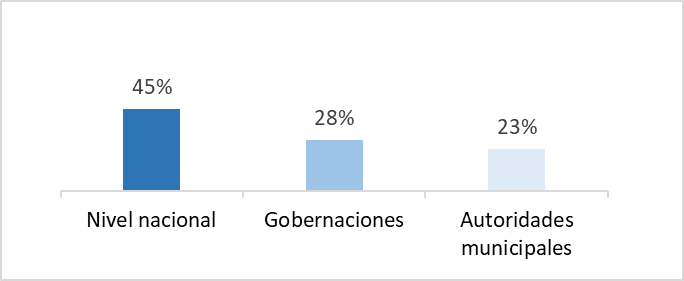 45%
28%
23%
Nivel nacional
Gobernaciones
Autoridades
municipales